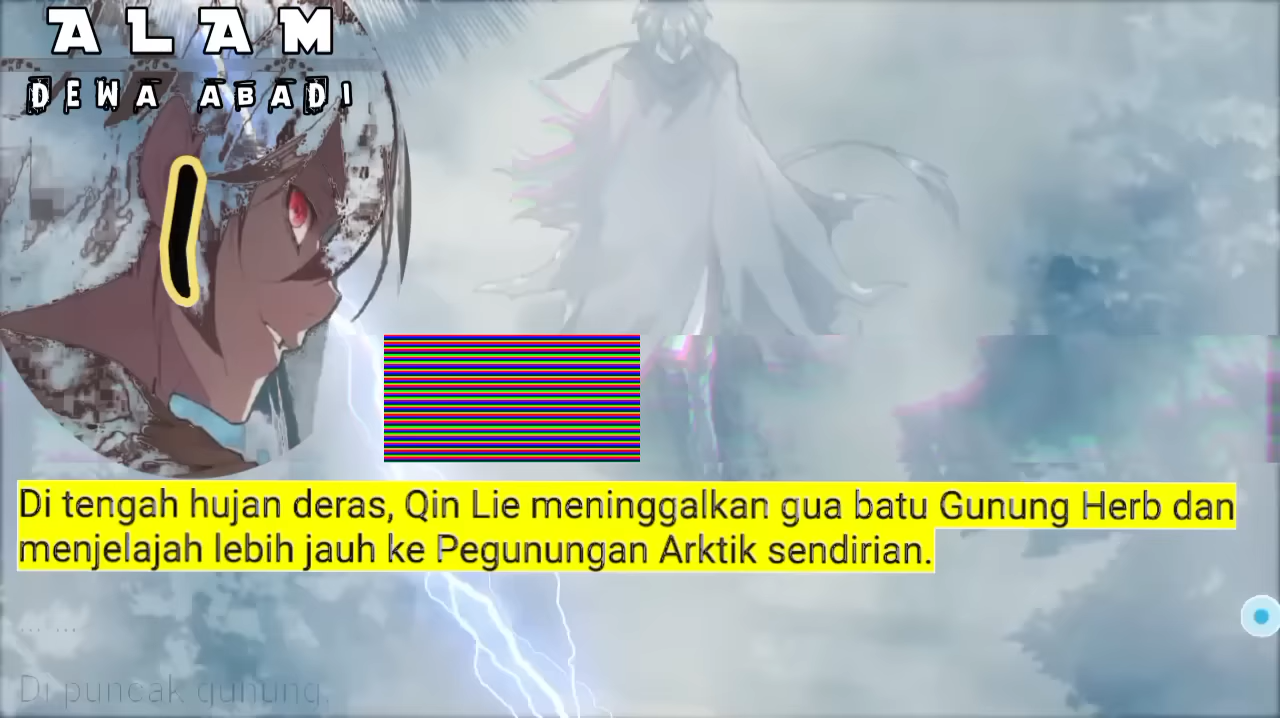 ALAM
DEWA ABADI
Di tengah hujan deras, Qin Lie meninggalkan gua batu Gunung Herb dan
menjelajah lebih jauh ke Pegunungan Arktik sendirian.
... ...
Di puncak gunung.